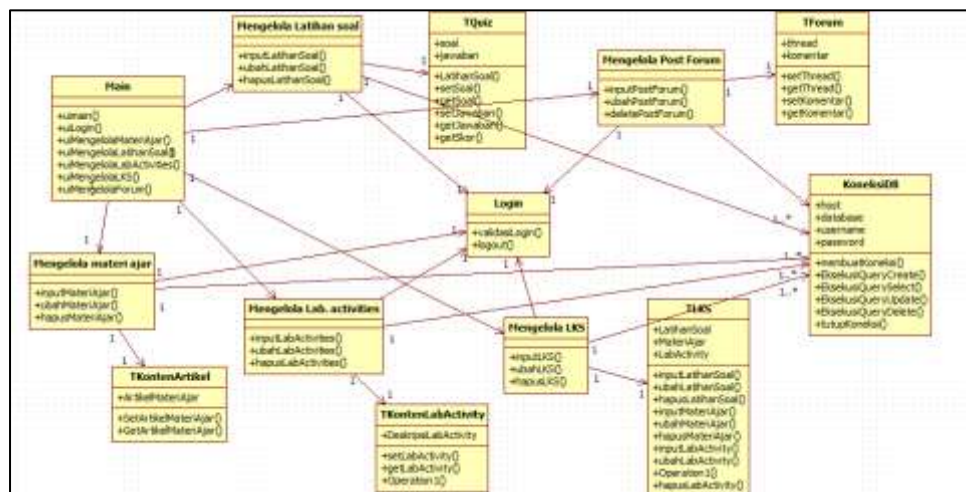 Mengelola Latihan soal
+inputLatihanSoal()
+ubahLatihanSoal()
+hapusLatihanSoal()
TQuiz
+soal
+jawaban
+LatihanSoal()
+setSoal()
+getSoal()
+setJawaban()
+getJawaban()
+getSkor()
Mengelola Post Forum
+inputPostForum()
+ubahPostForum()
+deletePostForum()
TForum
+thread
+komentar
+setThread()
+getThread()
+setKomentar()
+getKomentar()
Main
+uimain()
+uiLogin()
+uiMengelolaMateriAjar()
+uiMengelolaLatihanSoal()
+uiMengelolaLabActivities()
+uiMengelolaLKS()
+uiMengelolaForum()
Login
+validasiLogin()
+logout()
KoneksiDB
+host
+database
+username
+password
+membuatKoneksi()
+EksekusiQueryCreate()
+EksekusiQuerySelect()
+EksekusiQueryUpdate()
+EksekusiQueryDelete()
+tutupKoneksi()
Mengelola materi ajar
+inputMateriAjar()
+ubahMateriAjar()
+hapusMateriAjar()
Mengelola Lab. activities
+inputLabActivities()
+ubahLabActivities()
+hapusLabActivities()
Mengelola LKS
+inputLKS()
+ubahLKS()
+hapusLKS()
+LatihanSoal
+MateriAjar
+LabActivity
+inputLatihanSoal()
+ubahLatihanSoal()
+hapusLatihanSoal()
+inputMateriAjar()
+ubahMateriAjar()
+hapusMateriAjar()
+inputLabActivity()
+ubahLabActivity()
+Operation1()
+hapusLabActivity()
TKontenArtikel
+ArtikelMateriAjar
+SetArtikelMateriAjar()
+GetArtikelMateriAjar()
TKontenLabActivity
+DeskripsiLabActivity
+setLabActivity()
+getLabActivity()
+Operation1()